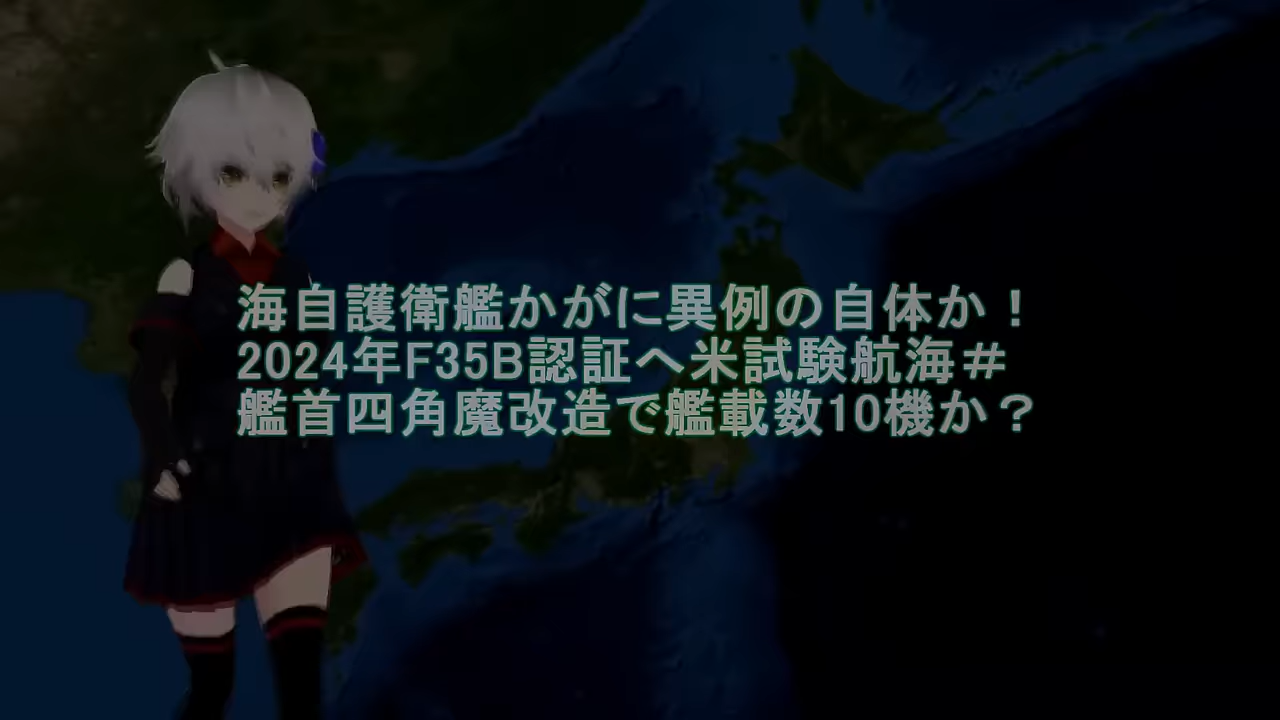 海自護衛艦かがに異例の自体か！
2024年F35B認証へ米試験航海＃
艦首四角魔改造で艦載数10機か？